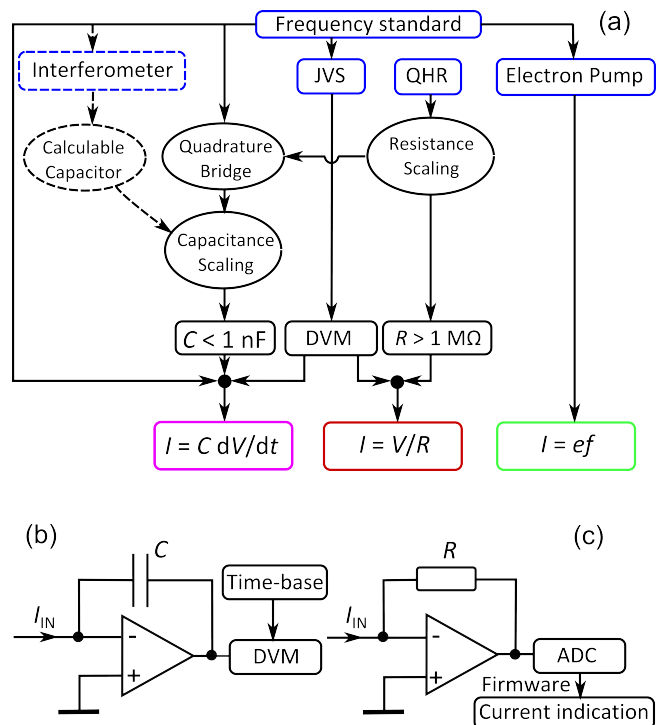 (a)
Frequency standard
Interferometer
JVS
QHR
Electron Pump
Calculable
Capacitor
Quadrature
Bridge
Resistance
Scaling
Capacitance
Scaling
C < 1 nF
DVM
R > 1 MΩ
I = C dV/dt
I = V/R
I = ef
(b)
C
Time-base
I_IN
-
+
DVM
(c)
R
I_IN
-
+
ADC
Firmware
Current indication